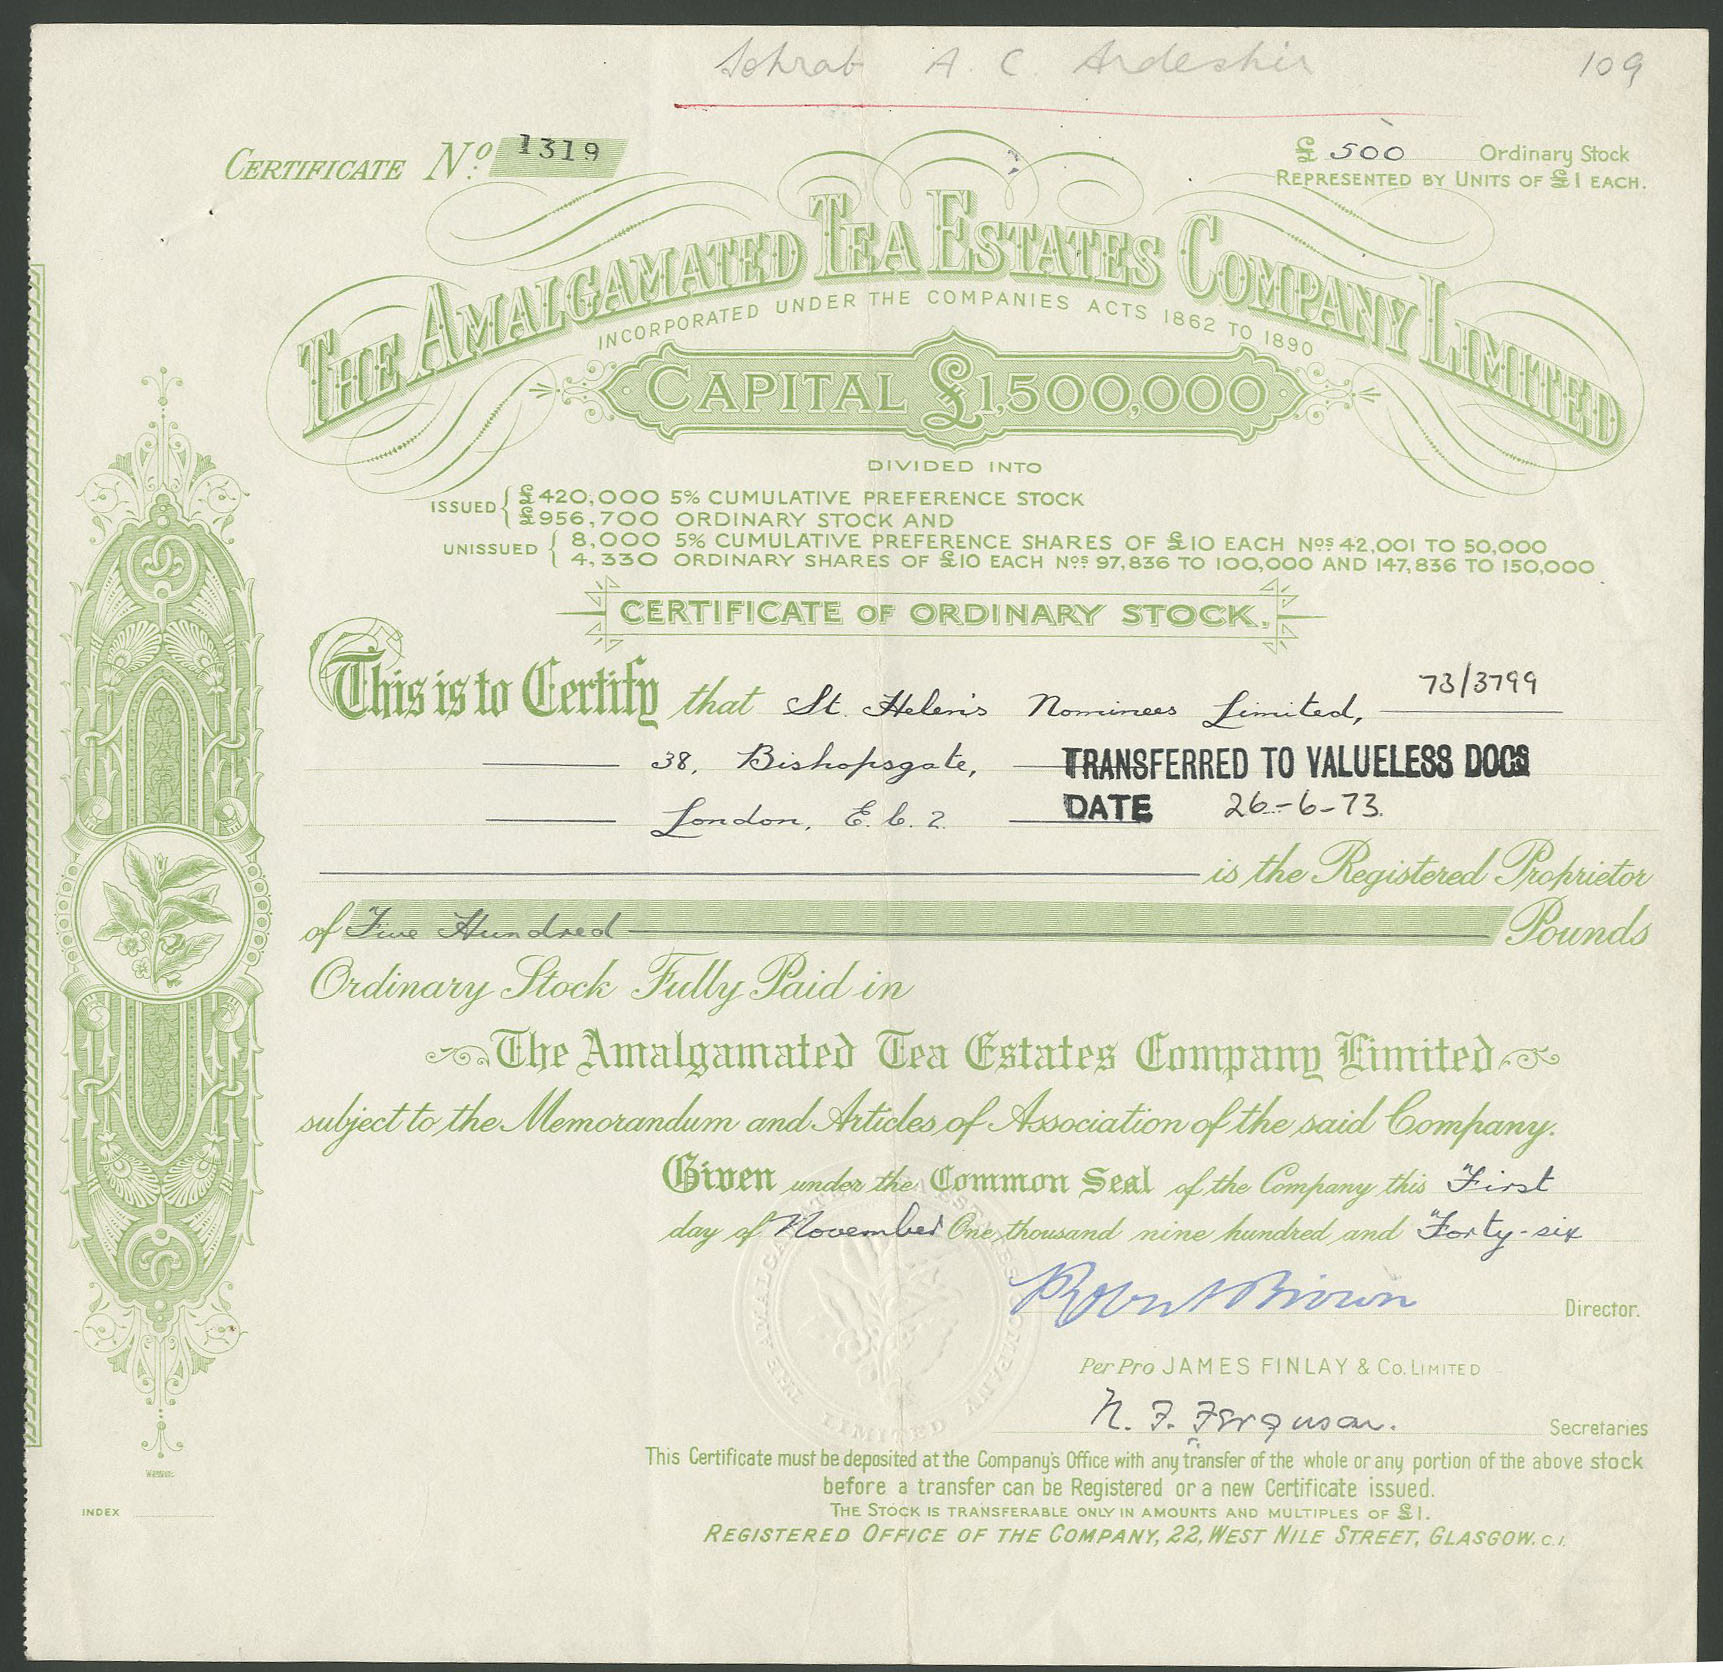 Sohrab A. C. Ardeshir 109
CERTIFICATE No. 1319
£ 500 Ordinary Stock
REPRESENTED BY UNITS OF £1 EACH.
THE AMALGAMATED TEA ESTATES COMPANY LIMITED
INCORPORATED UNDER THE COMPANIES ACTS 1862 TO 1890
CAPITAL £1,500,000
DIVIDED INTO
ISSUED { £420,000 5% CUMULATIVE PREFERENCE STOCK
£956,700 ORDINARY STOCK AND
UNISSUED { 8,000 5% CUMULATIVE PREFERENCE SHARES OF £10 EACH Nos 42,001 TO 50,000
4,330 ORDINARY SHARES OF £10 EACH Nos 97,836 TO 100,000 AND 147,836 TO 150,000
CERTIFICATE OF ORDINARY STOCK.
73/3799
This is to Certify that St. Helen's Nominees Limited,
38, Bishopsgate, TRANSFERRED TO VALUELESS DOCS
London, E.C.2. DATE 26-6-73.
is the Registered Proprietor
of Five Hundred Pounds
Ordinary Stock Fully Paid in
The Amalgamated Tea Estates Company Limited
subject to the Memorandum and Articles of Association of the said Company.
Given under the Common Seal of the Company this First
day of November One thousand nine hundred and Forty-six
Robert Brown Director.
Per Pro JAMES FINLAY & Co. LIMITED
N. F. Ferguson. Secretaries
This Certificate must be deposited at the Company's Office with any transfer of the whole or any portion of the above stock
before a transfer can be Registered or a new Certificate issued.
THE STOCK IS TRANSFERABLE ONLY IN AMOUNTS AND MULTIPLES OF £1.
REGISTERED OFFICE OF THE COMPANY, 22, WEST NILE STREET, GLASGOW. C.1.
INDEX
THE AMALGAMATED TEA ESTATES COMPANY LIMITED